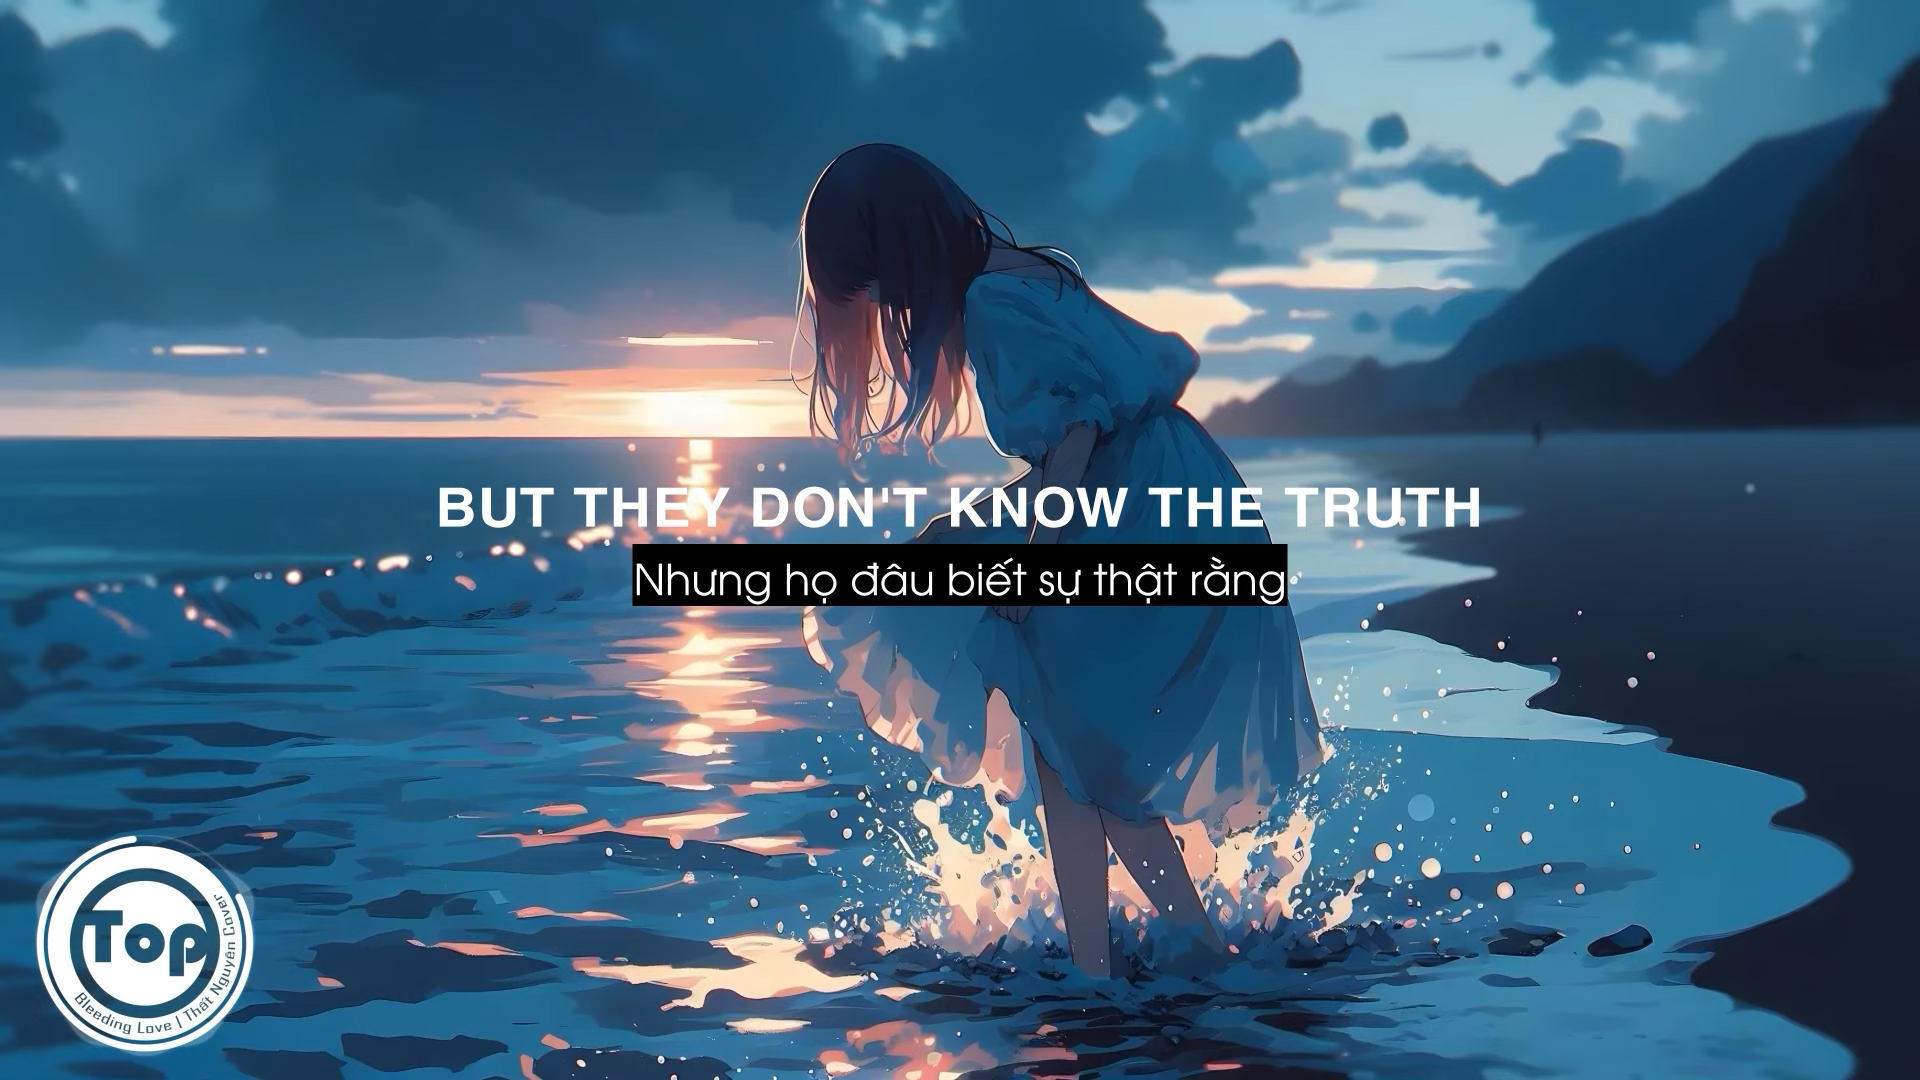 BUT THEY DON'T KNOW THE TRUTH
Nhưng họ đâu biết sự thật rằng
Top
Bleeding Love | Thất Nguyên Cover